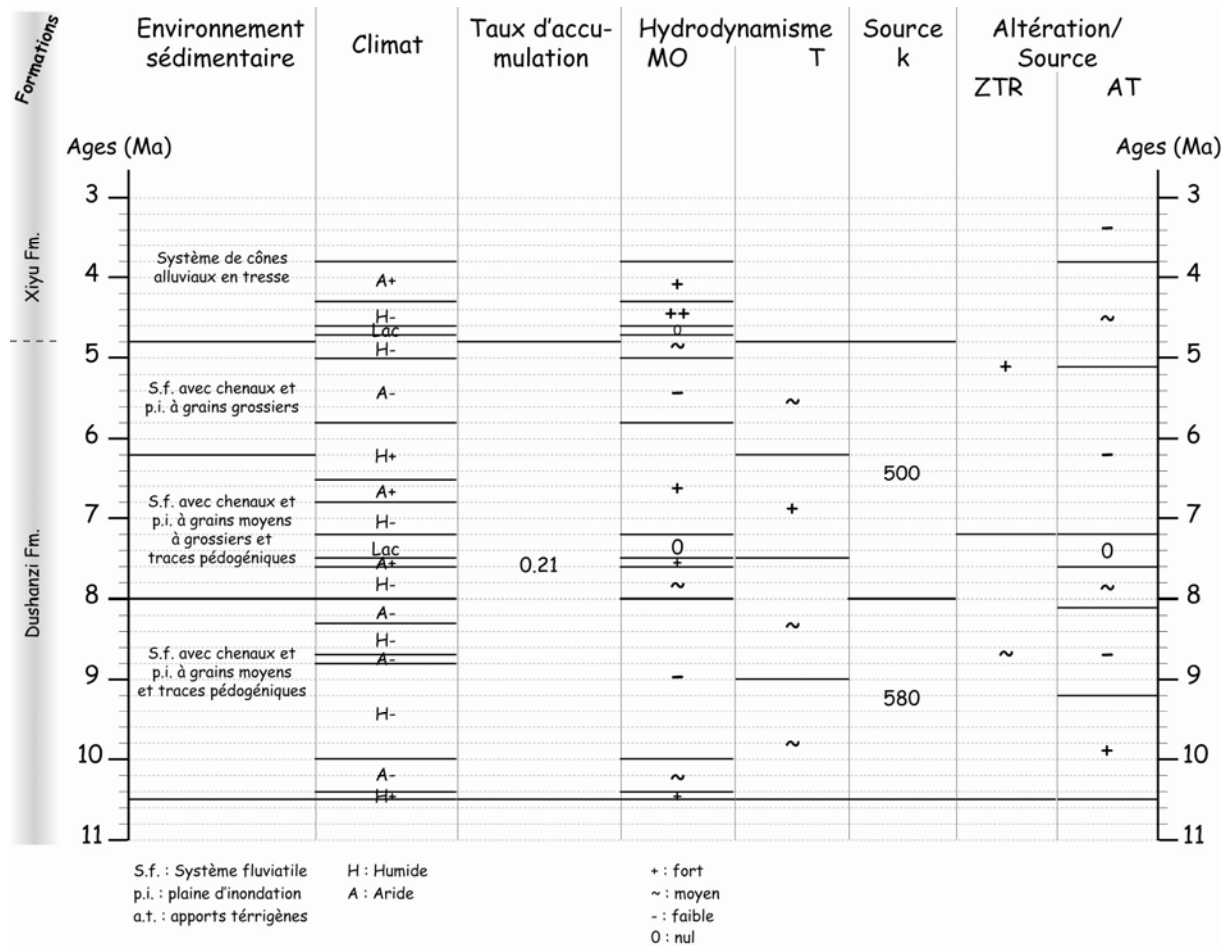 Formations
Environnement
sédimentaire
Climat
Taux d'accu-
mulation
Hydrodynamisme
MO
T
Source
k
Altération/
Source
ZTR
AT
Ages (Ma)
Ages (Ma)
3
4
5
6
7
8
9
10
11
Xiyu Fm.
Dushanzi Fm.
Système de cônes
alluviaux en tresse
S.f. avec chenaux et
p.i. à grains grossiers
S.f. avec chenaux et
p.i. à grains moyens
à grossiers et
traces pédogéniques
S.f. avec chenaux et
p.i. à grains moyens
et traces pédogéniques
A+
H-
Lac
H-
A-
H+
A+
H-
Lac
A+
H-
A-
H-
A-
H-
A-
H+
0.21
+
++
0
~
-
+
0
+
~
-
~
+
~
+
~
~
500
580
+
~
-
~
-
0
~
-
+
3
4
5
6
7
8
9
10
11
S.f. : Système fluviatile
p.i. : plaine d'inondation
a.t. : apports térrigènes
H : Humide
A : Aride
+ : fort
~ : moyen
- : faible
0 : nul